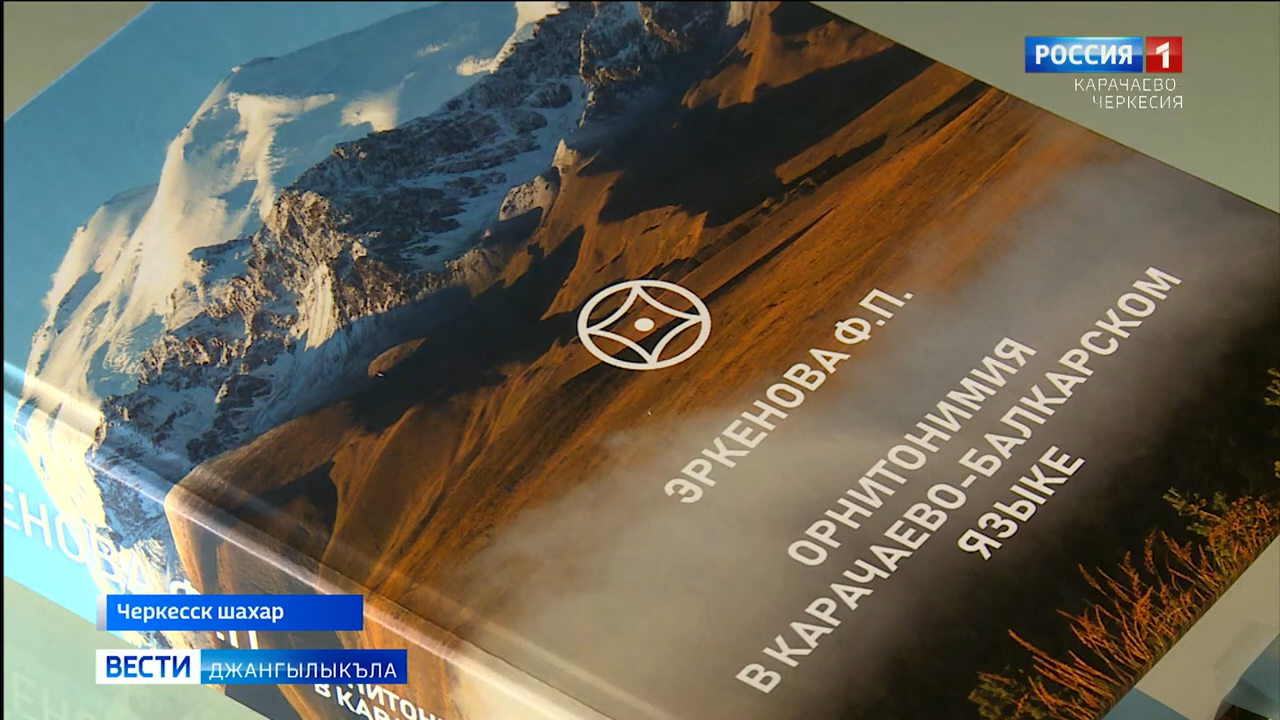 РОССИЯ 1
КАРАЧАЕВО
ЧЕРКЕСИЯ
ЭРКЕНОВА Ф.П.
ОРНИТОНИМИЯ
В КАРАЧАЕВО-БАЛКАРСКОМ
ЯЗЫКЕ
Черкесск шахар
ВЕСТИ ДЖАНГЫЛЫКЪЛА